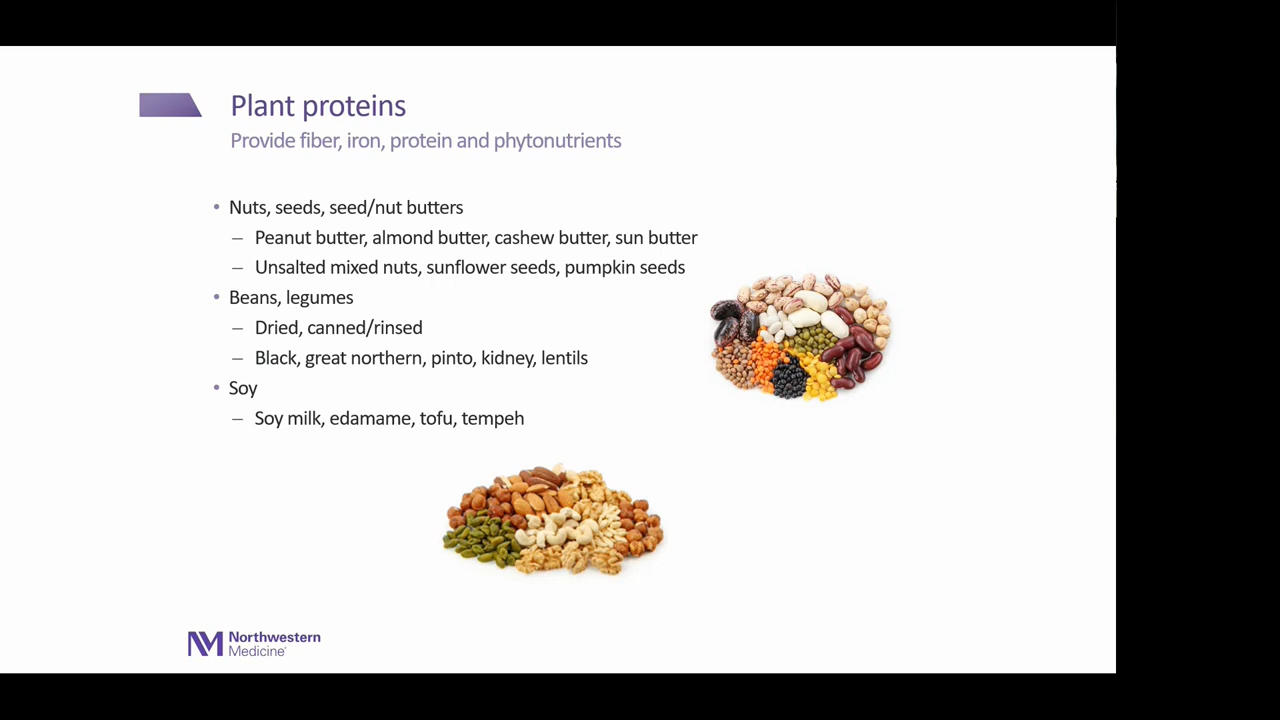 Plant proteins
Provide fiber, iron, protein and phytonutrients
• Nuts, seeds, seed/nut butters
– Peanut butter, almond butter, cashew butter, sun butter
– Unsalted mixed nuts, sunflower seeds, pumpkin seeds
• Beans, legumes
– Dried, canned/rinsed
– Black, great northern, pinto, kidney, lentils
• Soy
– Soy milk, edamame, tofu, tempeh
NM Northwestern
Medicine